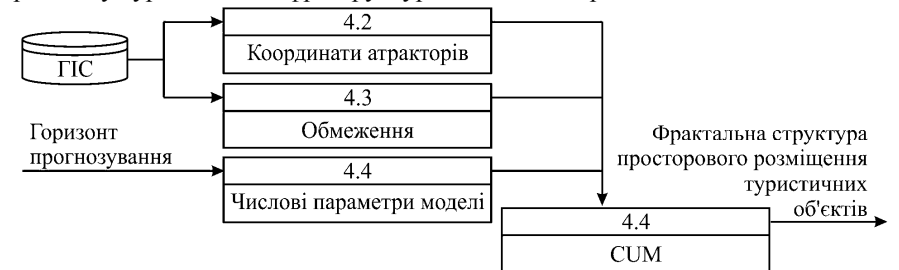 4.2
Координати атракторів
ГІС
4.3
Обмеження
Горизонт
прогнозування
4.4
Числові параметри моделі
Фрактальна структура
просторового розміщення
туристичних
об'єктів
4.4
CUM